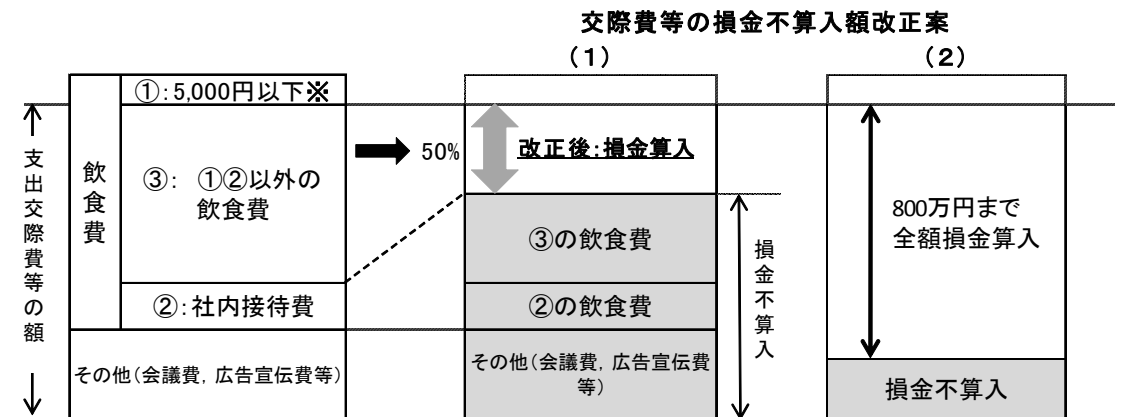 交際費等の損金不算入額改正案
(1)
(2)
支出交際費等の額
飲食費
①:5,000円以下※
③: ①②以外の
飲食費
②:社内接待費
その他(会議費, 広告宣伝費等)
50%
改正後:損金算入
③の飲食費
②の飲食費
その他(会議費, 広告宣伝費
等)
損金不算入
800万円まで
全額損金算入
損金不算入